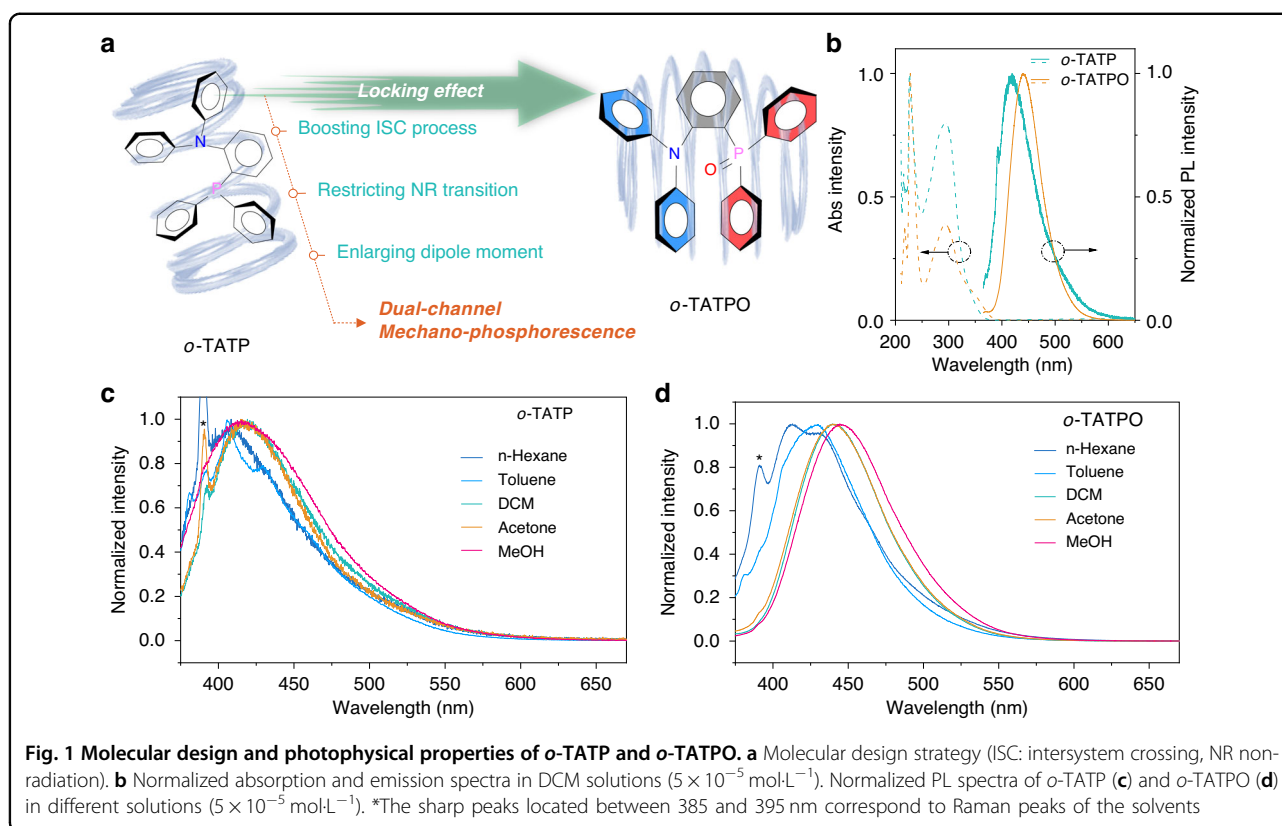 a
Locking effect
Boosting ISC process
Restricting NR transition
Enlarging dipole moment
Dual-channel
Mechano-phosphorescence
N
P
o-TATP
N
P
O
o-TATPO
b
o-TATP
o-TATPO
1.0
0.5
0.0
Abs intensity
1.0
0.5
0.0
Normalized PL intensity
200 300 400 500 600
Wavelength (nm)
c
o-TATP
*
n-Hexane
Toluene
DCM
Acetone
MeOH
1.0
0.8
0.6
0.4
0.2
0.0
Normalized intensity
400 450 500 550 600 650
Wavelength (nm)
d
o-TATPO
*
n-Hexane
Toluene
DCM
Acetone
MeOH
1.0
0.8
0.6
0.4
0.2
0.0
Normalized intensity
400 450 500 550 600 650
Wavelength (nm)
Fig. 1 Molecular design and photophysical properties of o-TATP and o-TATPO. a Molecular design strategy (ISC: intersystem crossing, NR non-
radiation). b Normalized absorption and emission spectra in DCM solutions (5 × 10⁻⁵ mol·L⁻¹). Normalized PL spectra of o-TATP (c) and o-TATPO (d)
in different solutions (5 × 10⁻⁵ mol·L⁻¹). *The sharp peaks located between 385 and 395 nm correspond to Raman peaks of the solvents